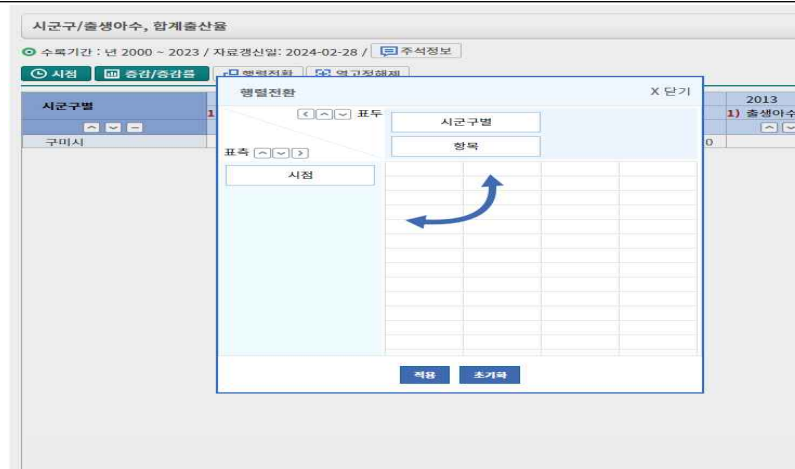 시군구/출생아수, 합계출산율
수록기간 : 년 2000 ~ 2023 / 자료갱신일: 2024-02-28 / 주석정보
시점 증감/증감률 행렬전환 열고정해제
행렬전환 X 닫기
시군구별 2013
1) 출생아수
표두 시군구별
항목
구미시 0
표측
시점
적용 초기화